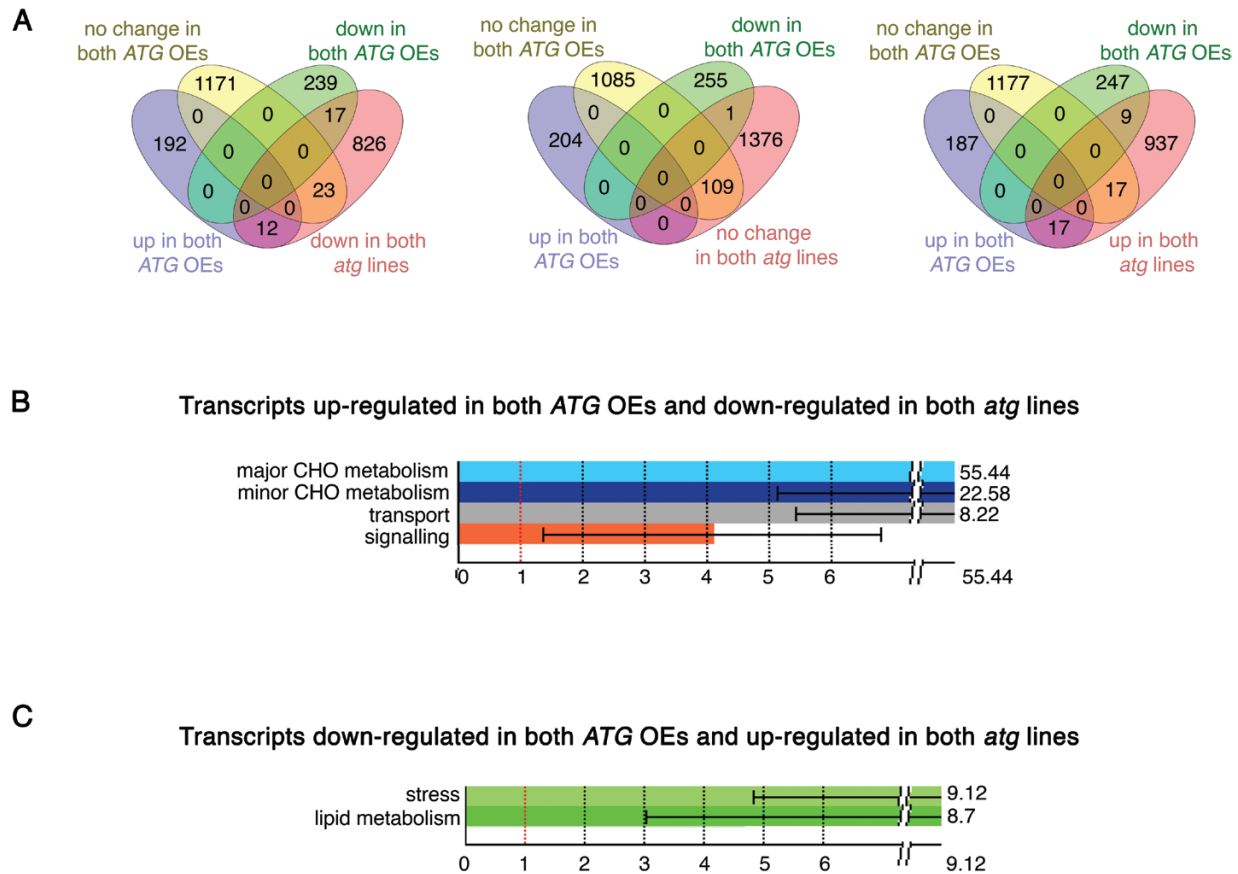 A
no change in
both ATG OEs
down in
both ATG OEs
1171
239
0
0
17
192
826
0
0
0
0
23
0
0
12
up in both
ATG OEs
down in both
atg lines
no change in
both ATG OEs
down in
both ATG OEs
1085
255
0
0
1
204
1376
0
0
0
0
109
0
0
0
up in both
ATG OEs
no change
in both atg lines
no change in
both ATG OEs
down in
both ATG OEs
1177
247
0
0
9
187
937
0
0
0
0
17
0
0
17
up in both
ATG OEs
up in both
atg lines
B
Transcripts up-regulated in both ATG OEs and down-regulated in both atg lines
major CHO metabolism 55.44
minor CHO metabolism 22.58
transport 8.22
signalling
0 1 2 3 4 5 6 55.44
C
Transcripts down-regulated in both ATG OEs and up-regulated in both atg lines
stress 9.12
lipid metabolism 8.7
0 1 2 3 4 5 6 9.12